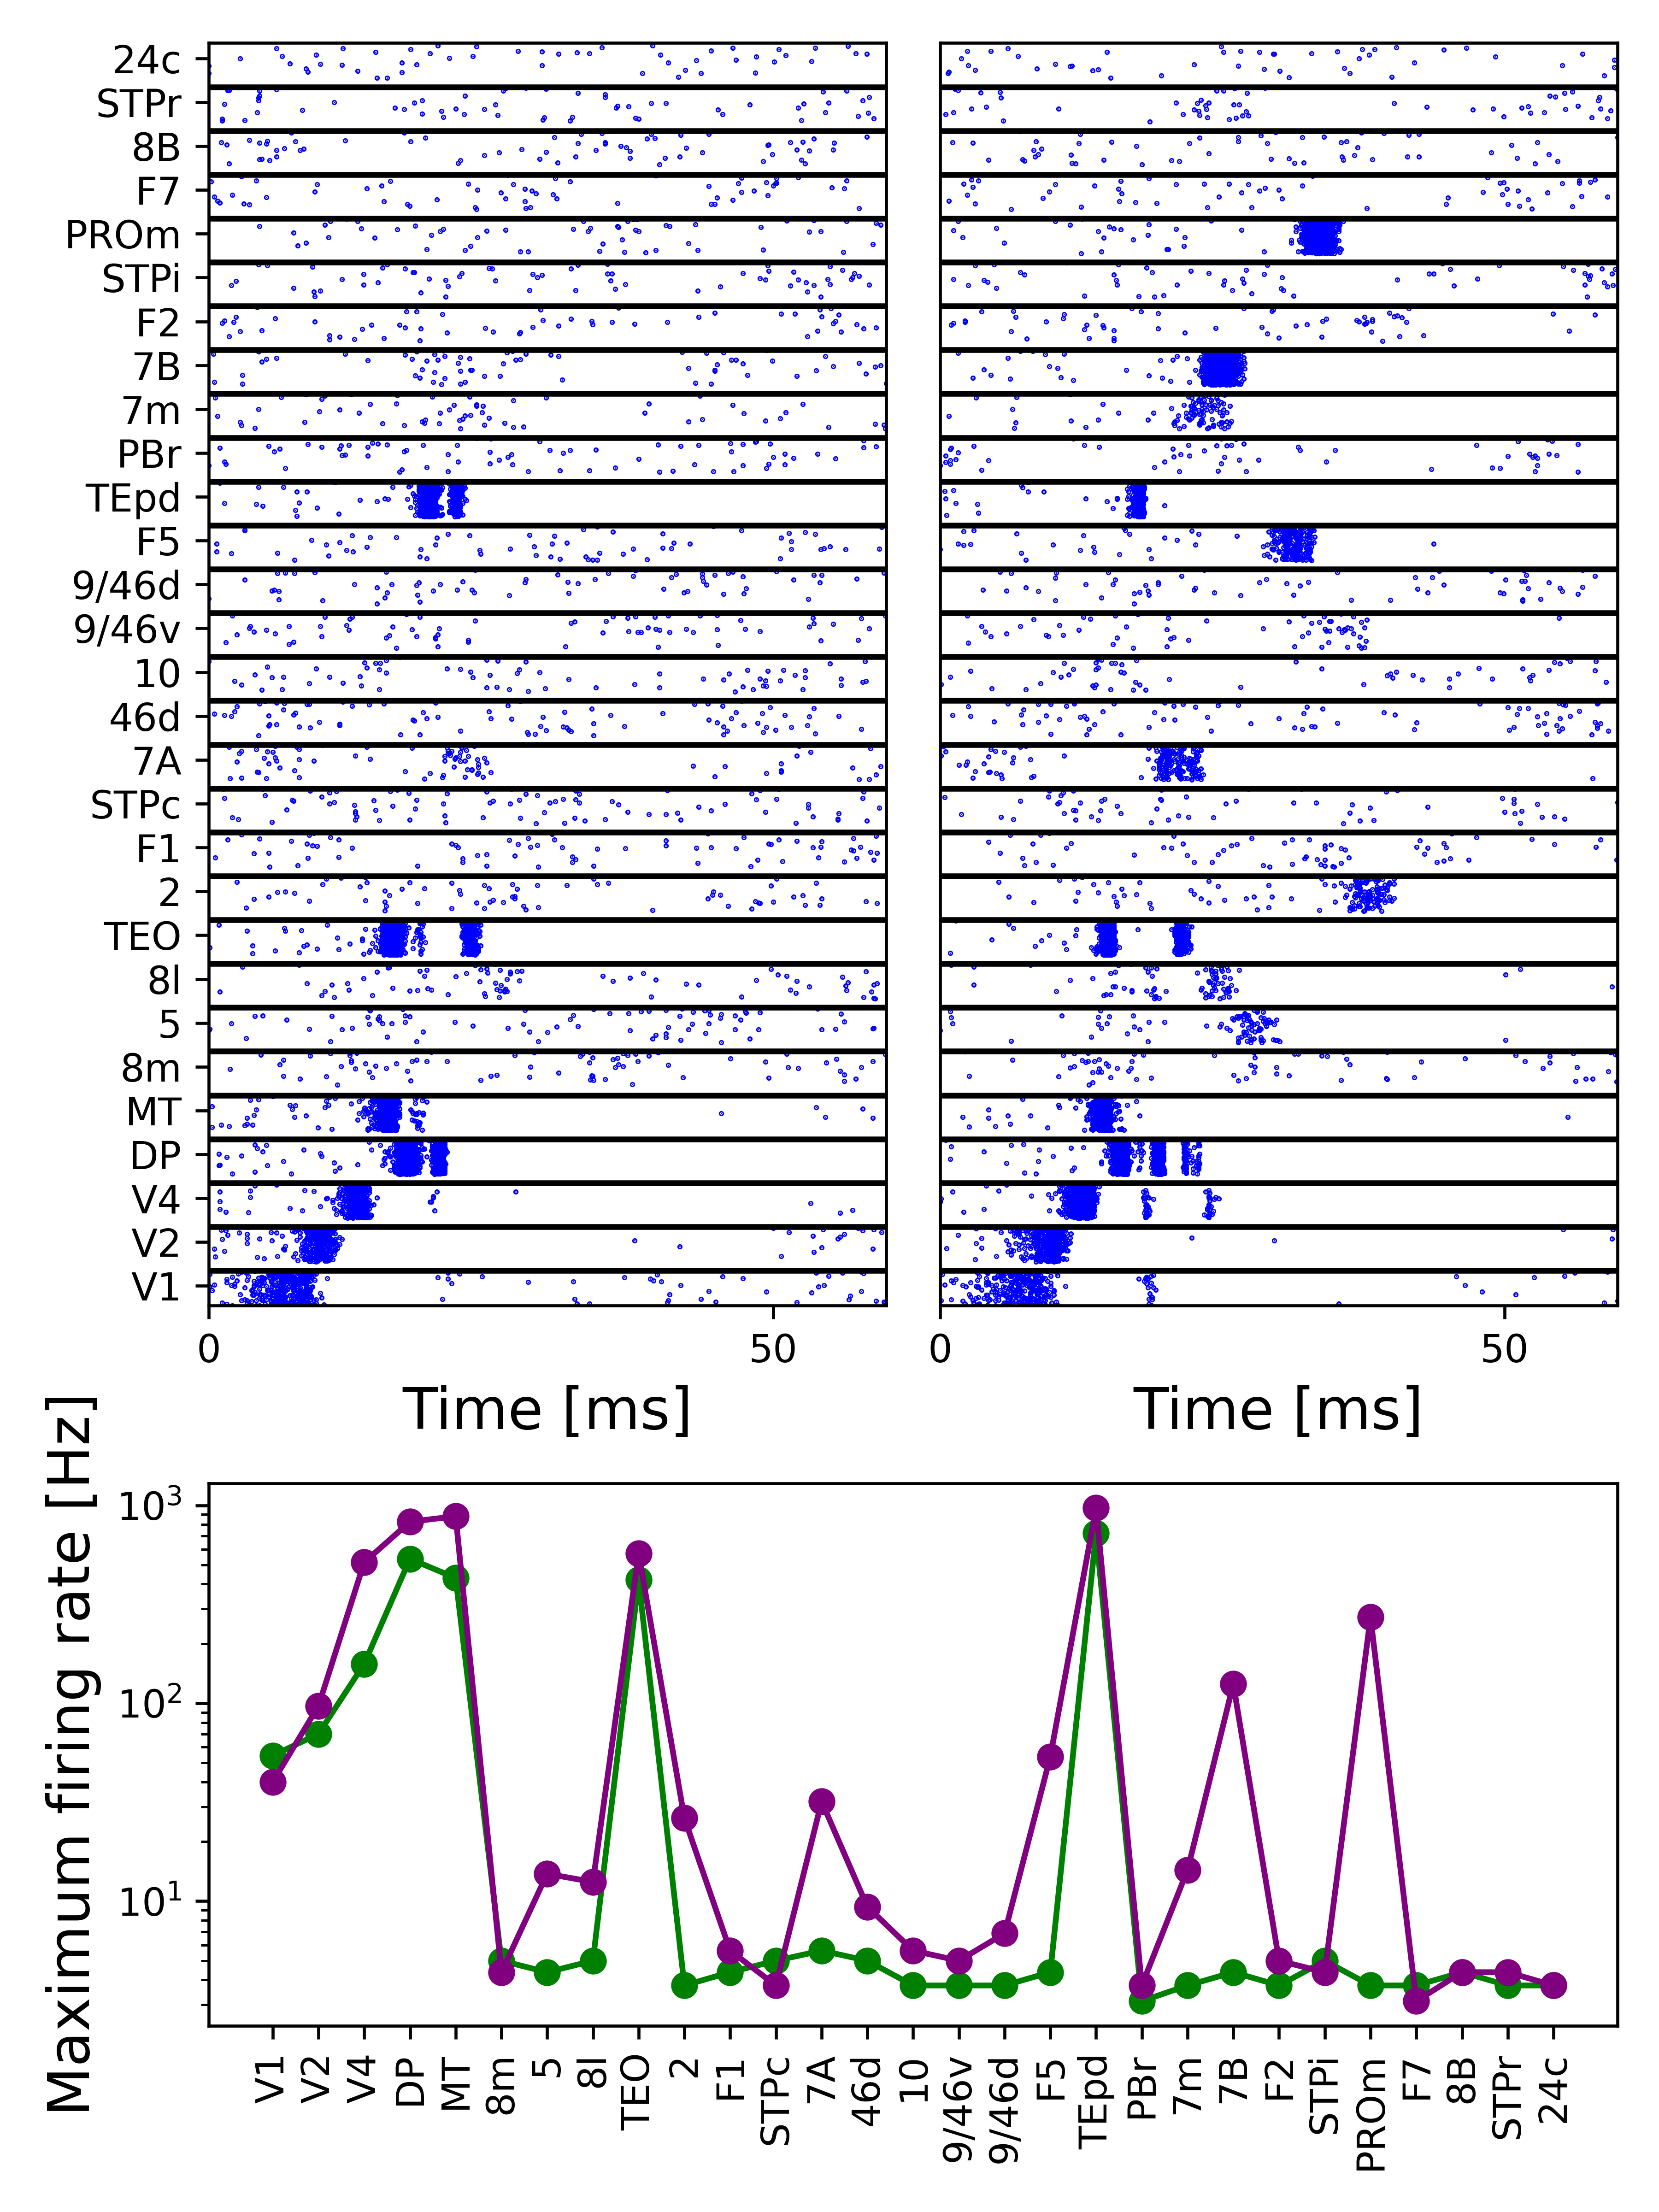 24c
STPr
8B
F7
PROm
STPi
F2
7B
7m
PBr
TEpd
F5
9/46d
9/46v
10
46d
7A
STPc
F1
2
TEO
8l
5
8m
MT
DP
V4
V2
V1
0 50 0 50
Time [ms] Time [ms]
Maximum firing rate [Hz]
10³
10²
10¹
V1 V2 V4 DP MT 8m 5 8l TEO 2 F1 STPc 7A 46d 10 9/46v 9/46d F5 TEpd PBr 7m 7B F2 STPi PROm F7 8B STPr 24c